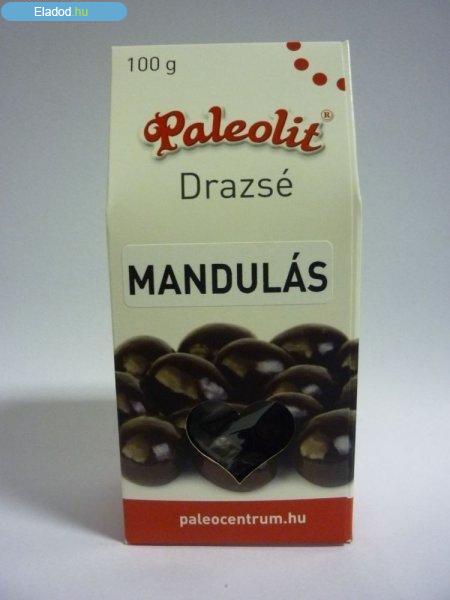 Eladod.hu
100 g
Paleolit®
Drazsé
MANDULÁS
paleocentrum.hu